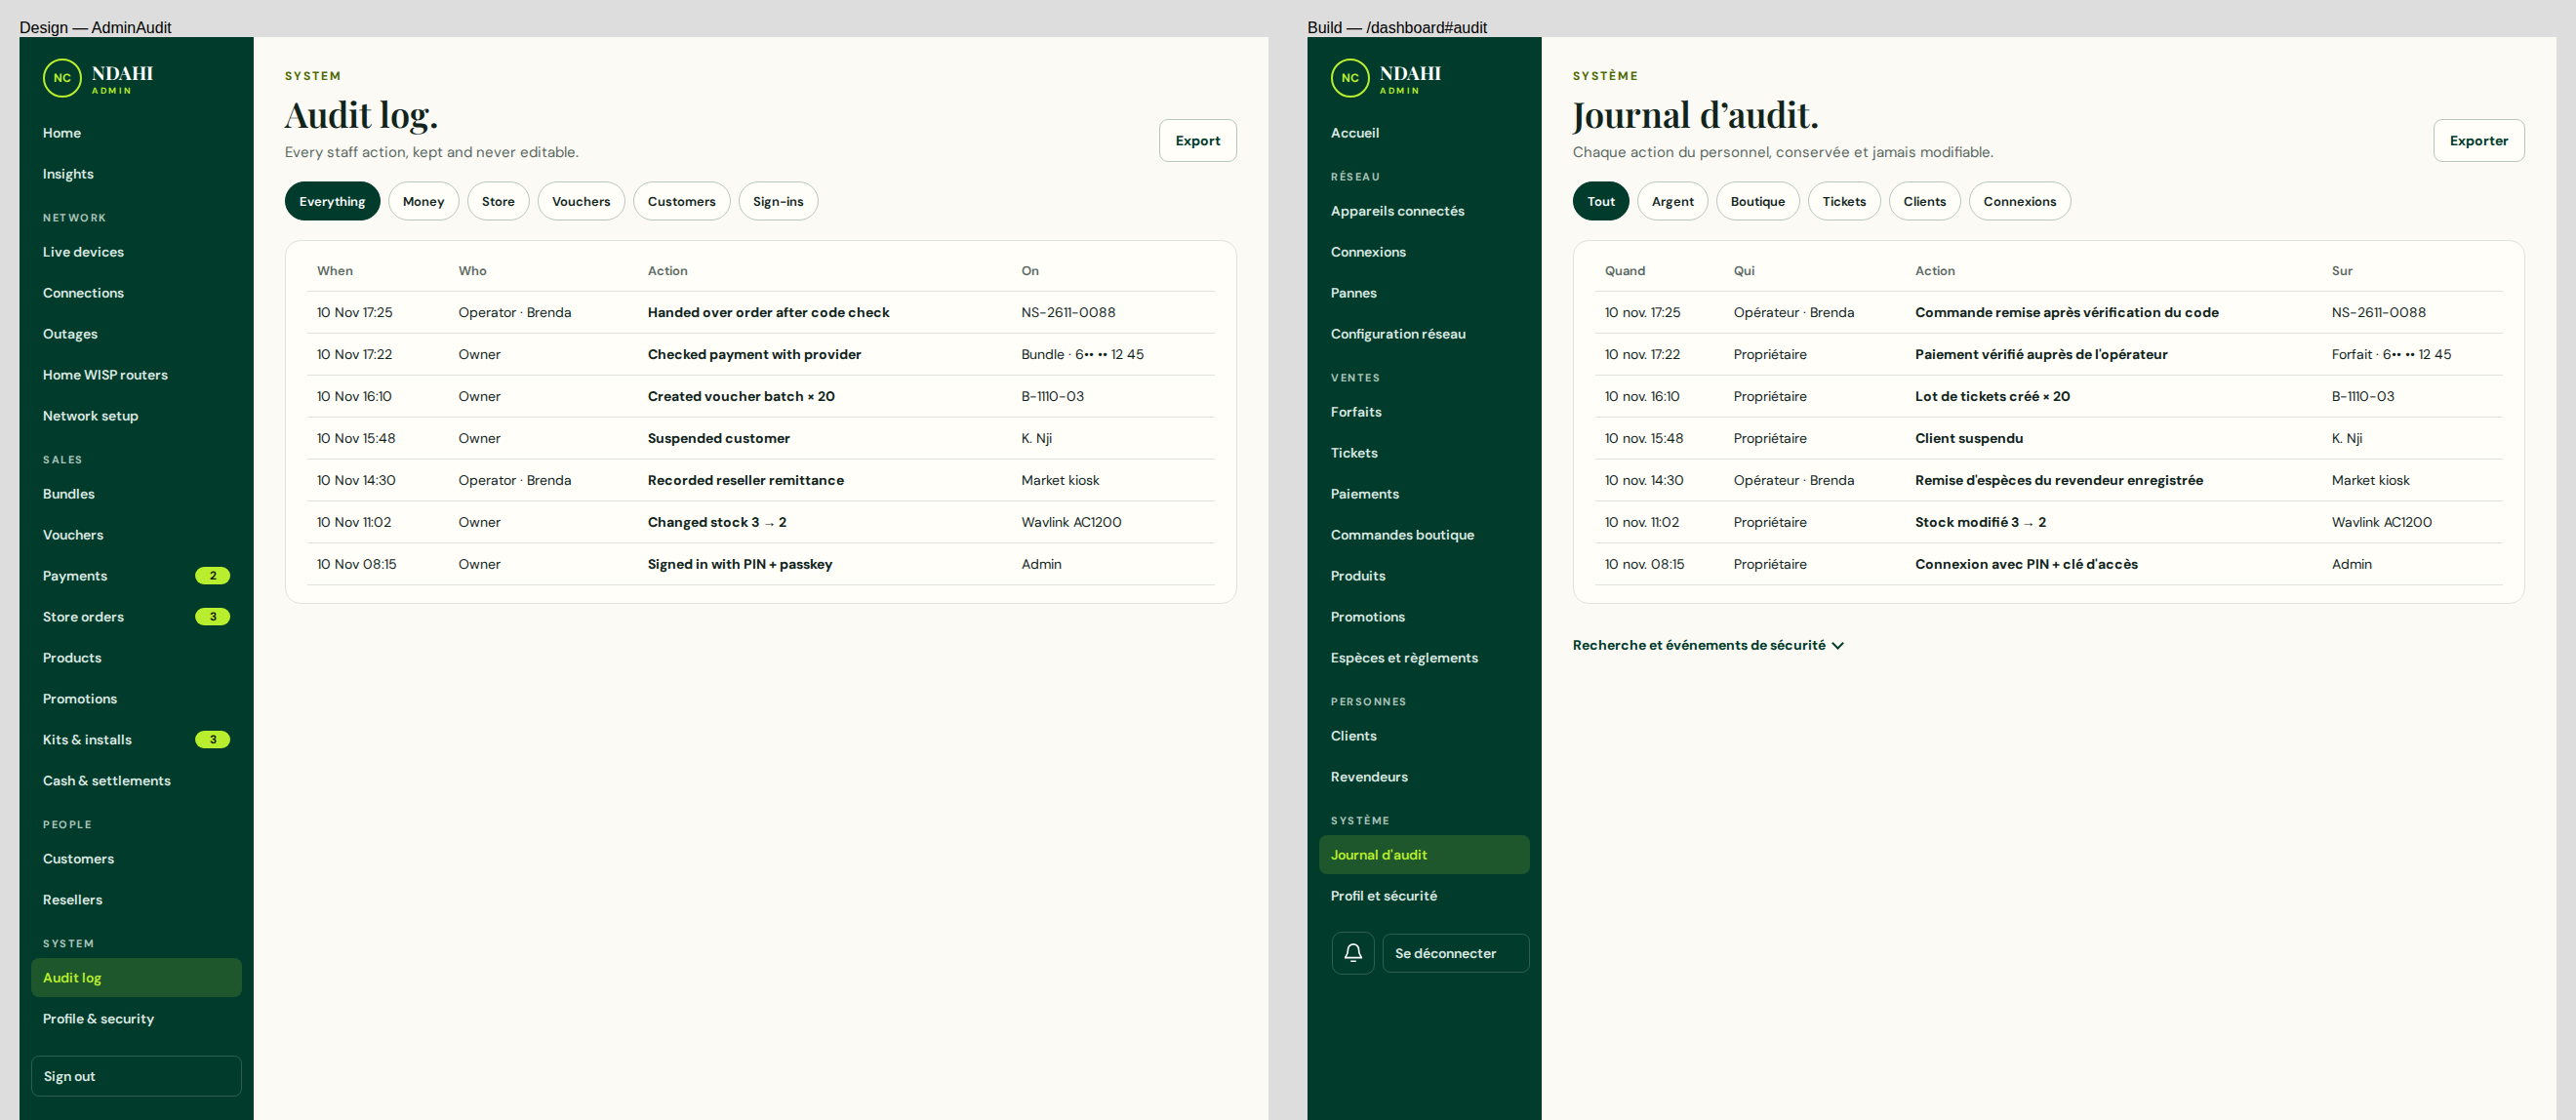 Design — AdminAudit
NC
NDAHI
ADMIN
Home
Insights
NETWORK
Live devices
Connections
Outages
Home WISP routers
Network setup
SALES
Bundles
Vouchers
Payments 2
Store orders 3
Products
Promotions
Kits & installs 3
Cash & settlements
PEOPLE
Customers
Resellers
SYSTEM
Audit log
Profile & security
Sign out
SYSTEM
Audit log.
Every staff action, kept and never editable.
Export
Everything Money Store Vouchers Customers Sign-ins
When Who Action On
10 Nov 17:25 Operator · Brenda Handed over order after code check NS-2611-0088
10 Nov 17:22 Owner Checked payment with provider Bundle · 6•• •• 12 45
10 Nov 16:10 Owner Created voucher batch × 20 B-1110-03
10 Nov 15:48 Owner Suspended customer K. Nji
10 Nov 14:30 Operator · Brenda Recorded reseller remittance Market kiosk
10 Nov 11:02 Owner Changed stock 3 → 2 Wavlink AC1200
10 Nov 08:15 Owner Signed in with PIN + passkey Admin
Build — /dashboard#audit
NC
NDAHI
ADMIN
Accueil
RÉSEAU
Appareils connectés
Connexions
Pannes
Configuration réseau
VENTES
Forfaits
Tickets
Paiements
Commandes boutique
Produits
Promotions
Espèces et règlements
PERSONNES
Clients
Revendeurs
SYSTÈME
Journal d'audit
Profil et sécurité
Se déconnecter
SYSTÈME
Journal d’audit.
Chaque action du personnel, conservée et jamais modifiable.
Exporter
Tout Argent Boutique Tickets Clients Connexions
Quand Qui Action Sur
10 nov. 17:25 Opérateur · Brenda Commande remise après vérification du code NS-2611-0088
10 nov. 17:22 Propriétaire Paiement vérifié auprès de l'opérateur Forfait · 6•• •• 12 45
10 nov. 16:10 Propriétaire Lot de tickets créé × 20 B-1110-03
10 nov. 15:48 Propriétaire Client suspendu K. Nji
10 nov. 14:30 Opérateur · Brenda Remise d'espèces du revendeur enregistrée Market kiosk
10 nov. 11:02 Propriétaire Stock modifié 3 → 2 Wavlink AC1200
10 nov. 08:15 Propriétaire Connexion avec PIN + clé d'accès Admin
Recherche et événements de sécurité